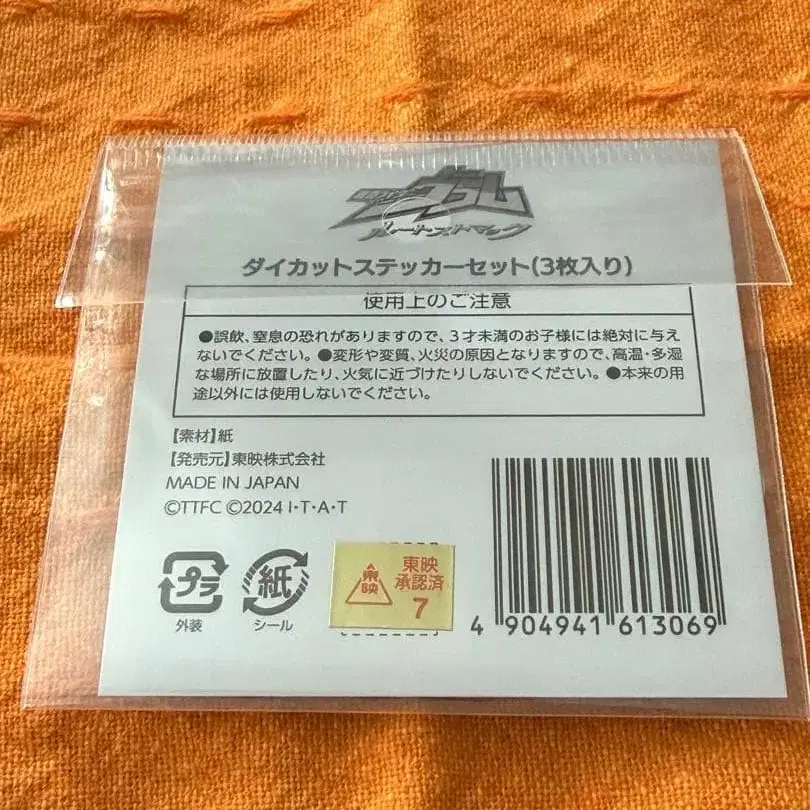 ルートストマック
ダイカットステッカーセット(3枚入り)
使用上のご注意
●誤飲、窒息の恐れがありますので、3才未満のお子様には絶対に与え
ないでください。●変形や変質、火災の原因となりますので、高温・多湿
な場所に放置したり、火気に近づけたりしないでください。●本来の用
途以外には使用しないでください。
【素材】紙
【発売元】東映株式会社
MADE IN JAPAN
©TTFC ©2024 I・T・A・T
プラ
外装
紙
シール
東映
東映
承認済
7
4 904941 613069